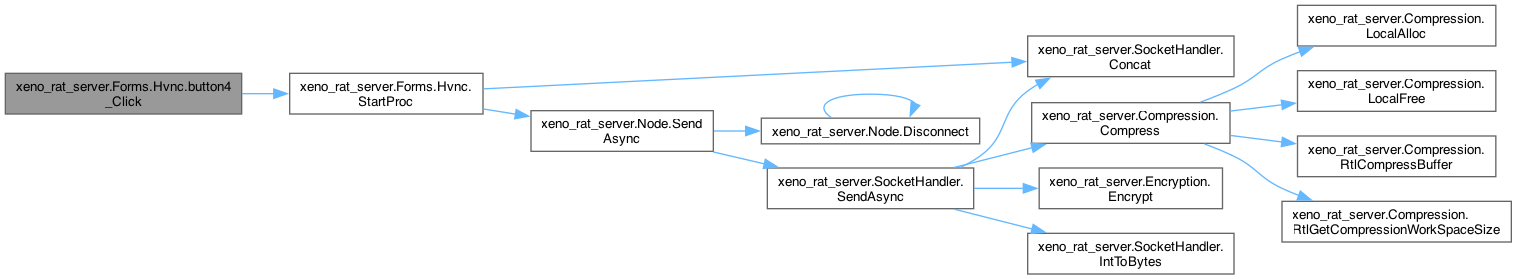 xeno_rat_server.Forms.Hvnc.button4
_Click
xeno_rat_server.Forms.Hvnc.
StartProc
xeno_rat_server.Node.Send
Async
xeno_rat_server.Node.Disconnect
xeno_rat_server.SocketHandler.
SendAsync
xeno_rat_server.SocketHandler.
Concat
xeno_rat_server.Compression.
Compress
xeno_rat_server.Encryption.
Encrypt
xeno_rat_server.SocketHandler.
IntToBytes
xeno_rat_server.Compression.
LocalAlloc
xeno_rat_server.Compression.
LocalFree
xeno_rat_server.Compression.
RtlCompressBuffer
xeno_rat_server.Compression.
RtlGetCompressionWorkSpaceSize